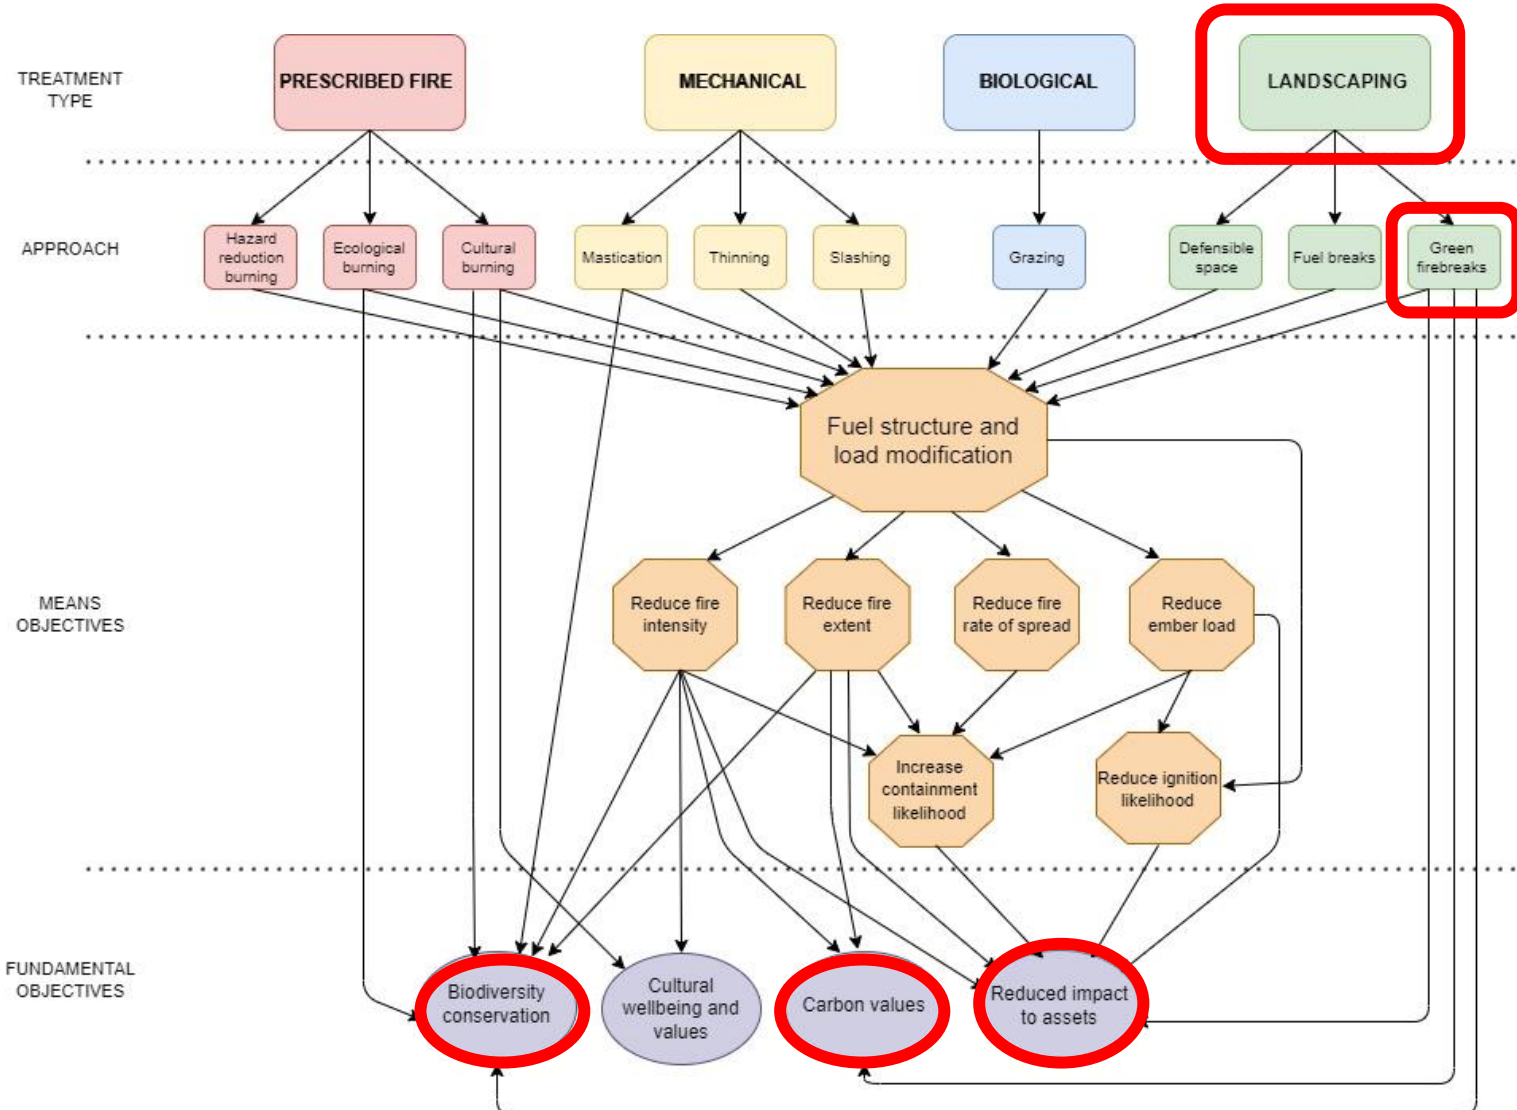 TREATMENT
TYPE
PRESCRIBED FIRE
MECHANICAL
BIOLOGICAL
LANDSCAPING
APPROACH
Hazard
reduction
burning
Ecological
burning
Cultural
burning
Mastication
Thinning
Slashing
Grazing
Defensible
space
Fuel breaks
Green
firebreaks
Fuel structure and
load modification
MEANS
OBJECTIVES
Reduce fire
intensity
Reduce fire
extent
Reduce fire
rate of spread
Reduce
ember load
Increase
containment
likelihood
Reduce ignition
likelihood
FUNDAMENTAL
OBJECTIVES
Biodiversity
conservation
Cultural
wellbeing and
values
Carbon values
Reduced impact
to assets